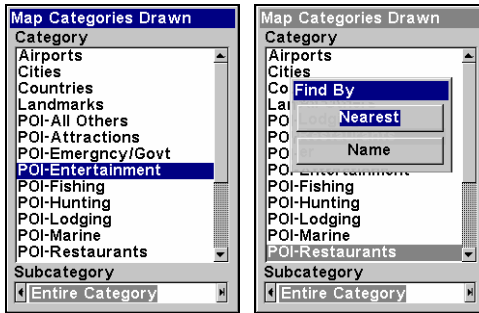 Map Categories Drawn
Category
Airports
Cities
Countries
Landmarks
POI-All Others
POI-Attractions
POI-Emergncy/Govt
POI-Entertainment
POI-Fishing
POI-Hunting
POI-Lodging
POI-Marine
POI-Restaurants
Subcategory
Entire Category
Map Categories Drawn
Category
Airports
Cities
Find By
Nearest
Name
POI-Fishing
POI-Hunting
POI-Lodging
POI-Marine
POI-Restaurants
Subcategory
Entire Category